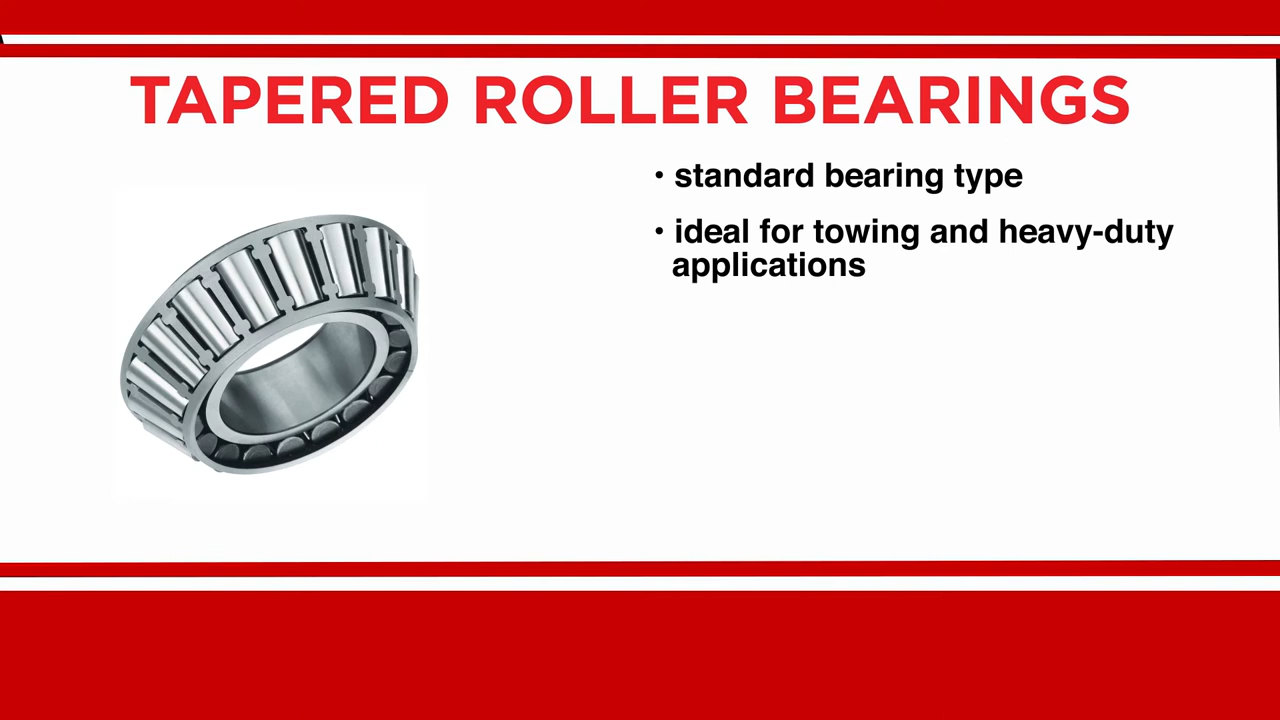 TAPERED ROLLER BEARINGS
• standard bearing type
• ideal for towing and heavy-duty
applications